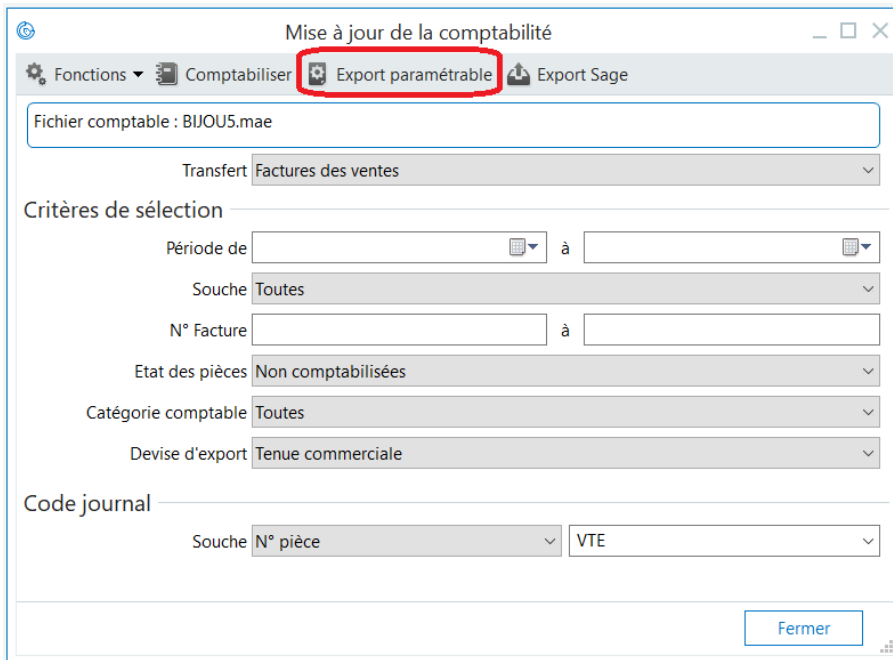 Mise à jour de la comptabilité
Fonctions Comptabiliser Export paramétrable Export Sage
Fichier comptable : BIJOU5.mae
Transfert Factures des ventes
Critères de sélection
Période de à
Souche Toutes
N° Facture à
Etat des pièces Non comptabilisées
Catégorie comptable Toutes
Devise d'export Tenue commerciale
Code journal
Souche N° pièce VTE
Fermer